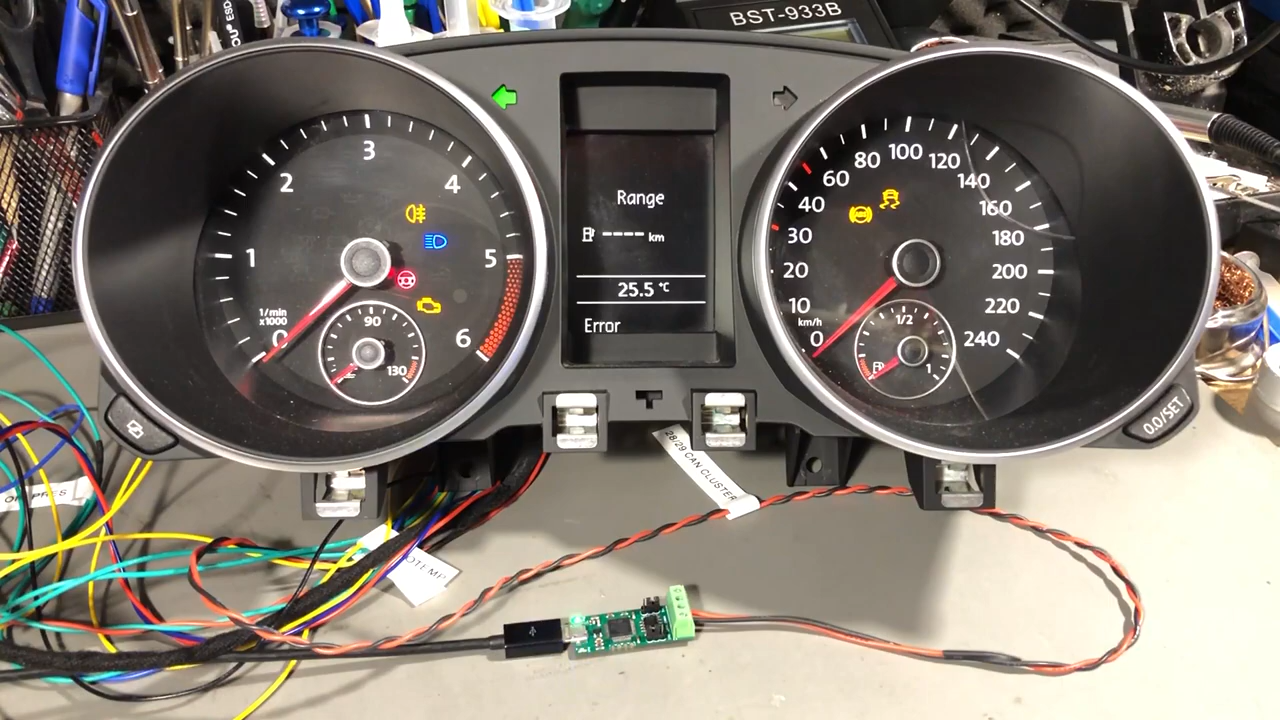 BST-933B
ESD
1
2
3
4
5
6
0
1/min
x1000
90
130
Range
---- km
25.5 °C
Error
0
10
20
30
40
60
80
100
120
140
160
180
200
220
240
km/h
1/2
1
ABS
0.0/SET
28/29 CAN CLUSTER